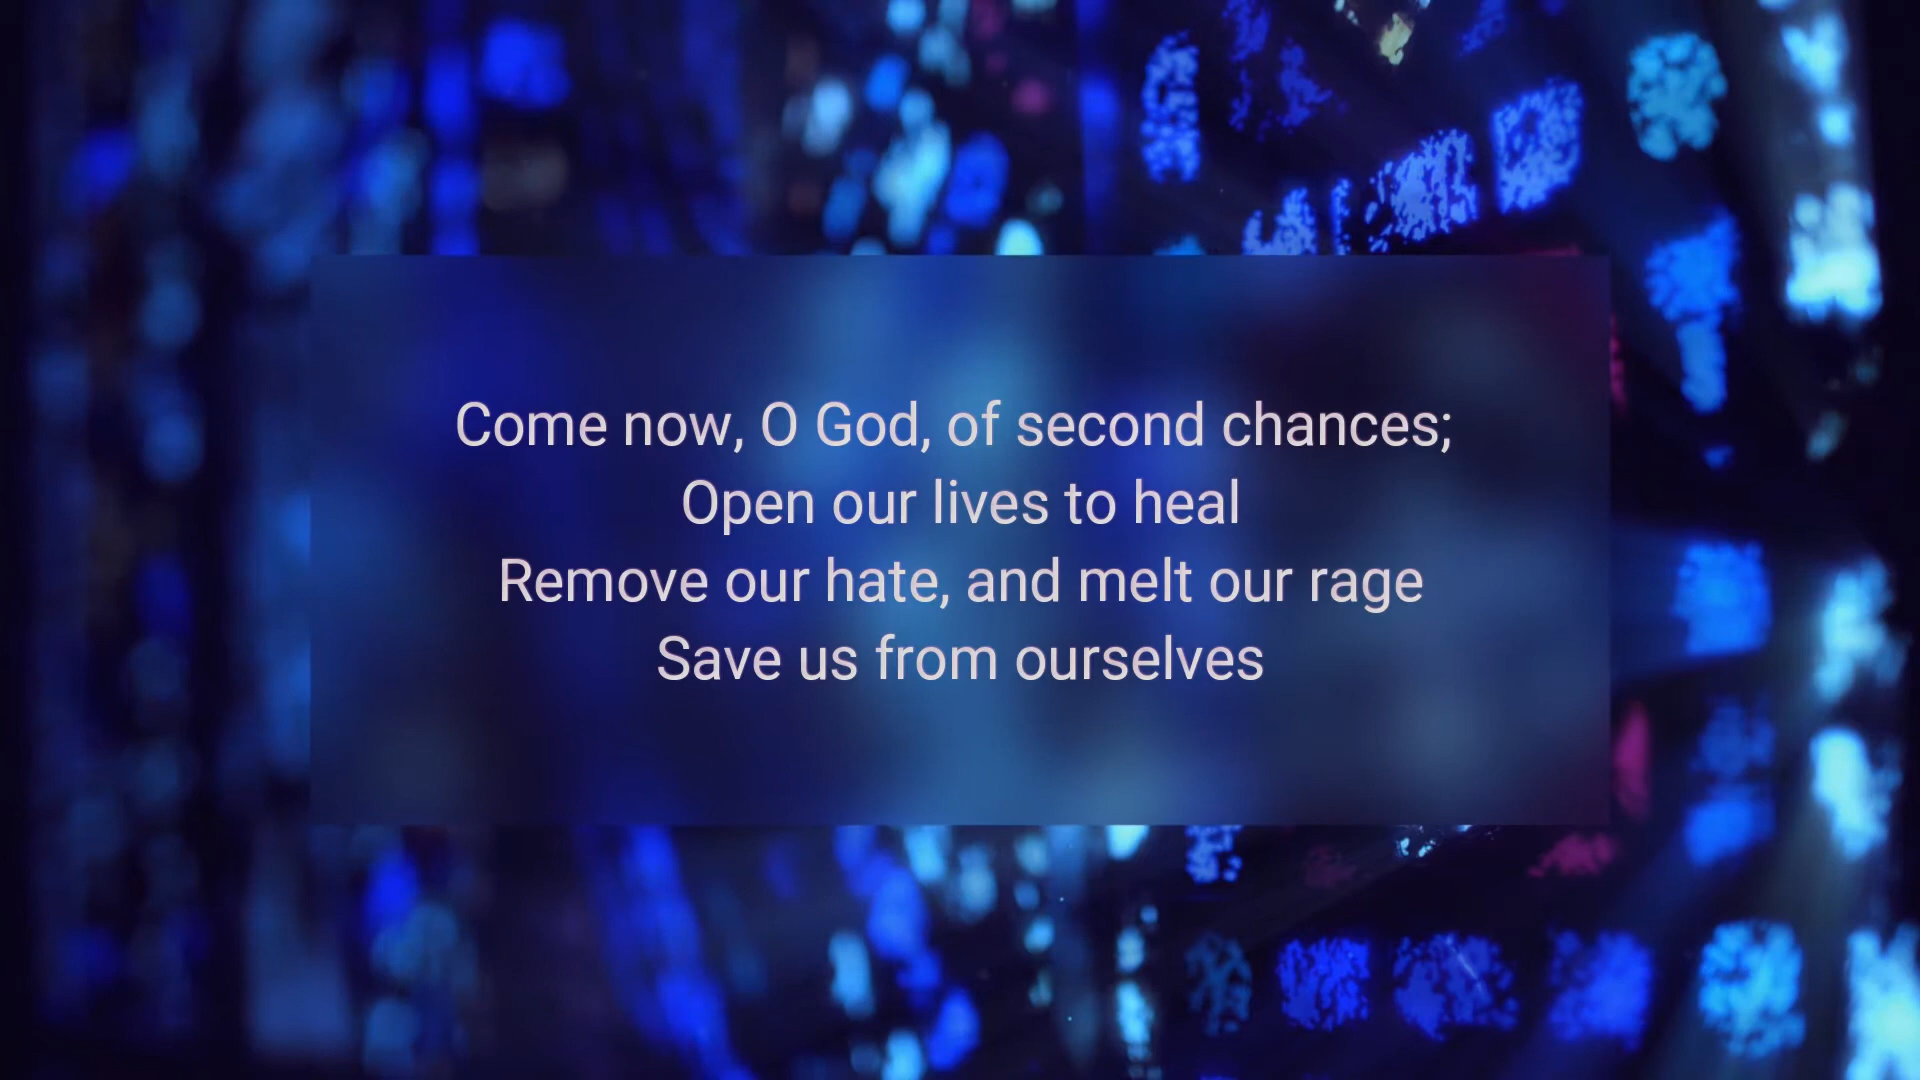 Come now, O God, of second chances;
Open our lives to heal
Remove our hate, and melt our rage
Save us from ourselves